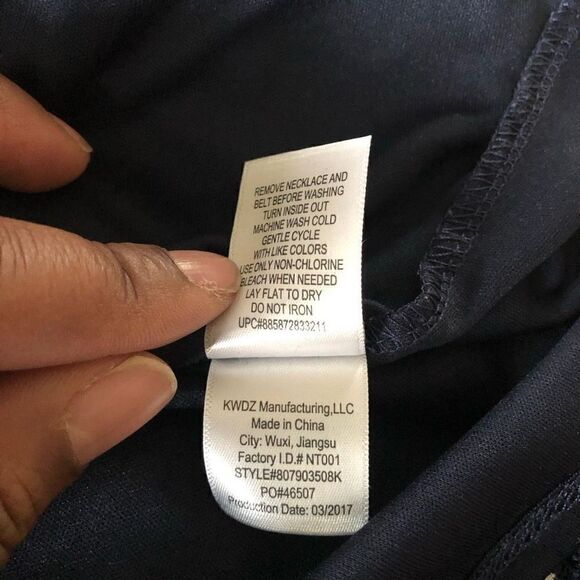 REMOVE NECKLACE AND
BELT BEFORE WASHING
TURN INSIDE OUT
MACHINE WASH COLD
GENTLE CYCLE
WITH LIKE COLORS
USE ONLY NON-CHLORINE
BLEACH WHEN NEEDED
LAY FLAT TO DRY
DO NOT IRON
UPC#885872833211
KWDZ Manufacturing,LLC
Made in China
City: Wuxi, Jiangsu
Factory I.D.# NT001
STYLE#807903508K
PO#46507
Production Date: 03/2017